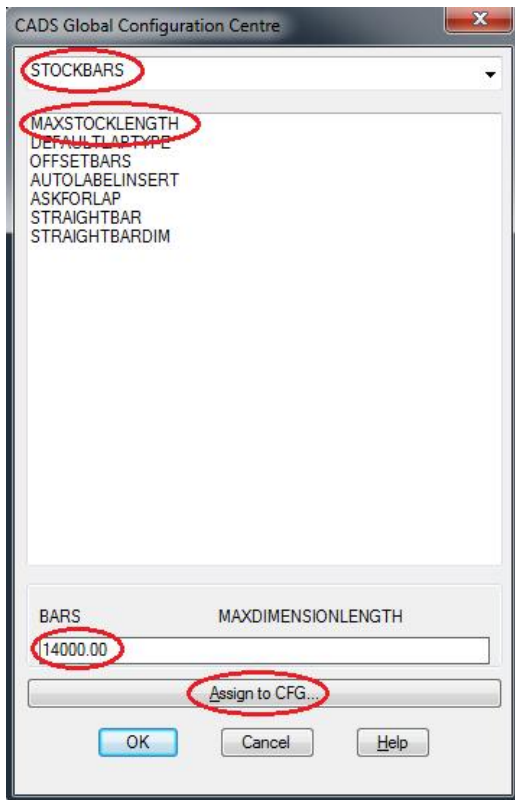 CADS Global Configuration Centre
STOCKBARS
MAXSTOCKLENGTH
DEFAULTLAPTYPE
OFFSETBARS
AUTOLABELINSERT
ASKFORLAP
STRAIGHTBAR
STRAIGHTBARDIM
BARS MAXDIMENSIONLENGTH
14000.00
Assign to CFG...
OK Cancel Help